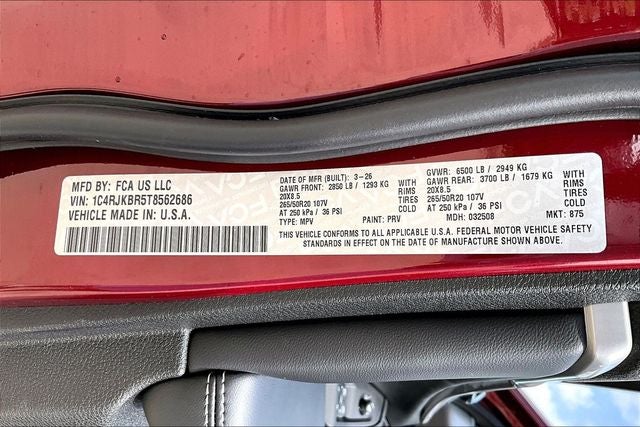 MFD BY: FCA US LLC
VIN: 1C4RJKBR5T8562686
VEHICLE MADE IN U.S.A.
DATE OF MFR (BUILT): 3-26 GVWR: 6500 LB / 2949 KG
GAWR FRONT: 2850 LB / 1293 KG WITH GAWR REAR: 3700 LB / 1679 KG WITH
20X8.5 RIMS 20X8.5 RIMS
265/50R20 107V TIRES 265/50R20 107V TIRES
AT 250 kPa / 36 PSI COLD AT 250 kPa / 36 PSI COLD
TYPE: MPV PAINT: PRV MDH: 032508 MKT: 875
THIS VEHICLE CONFORMS TO ALL APPLICABLE U.S.A. FEDERAL MOTOR VEHICLE SAFETY
STANDARDS IN EFFECT ON THE DATE OF MANUFACTURE SHOWN ABOVE.